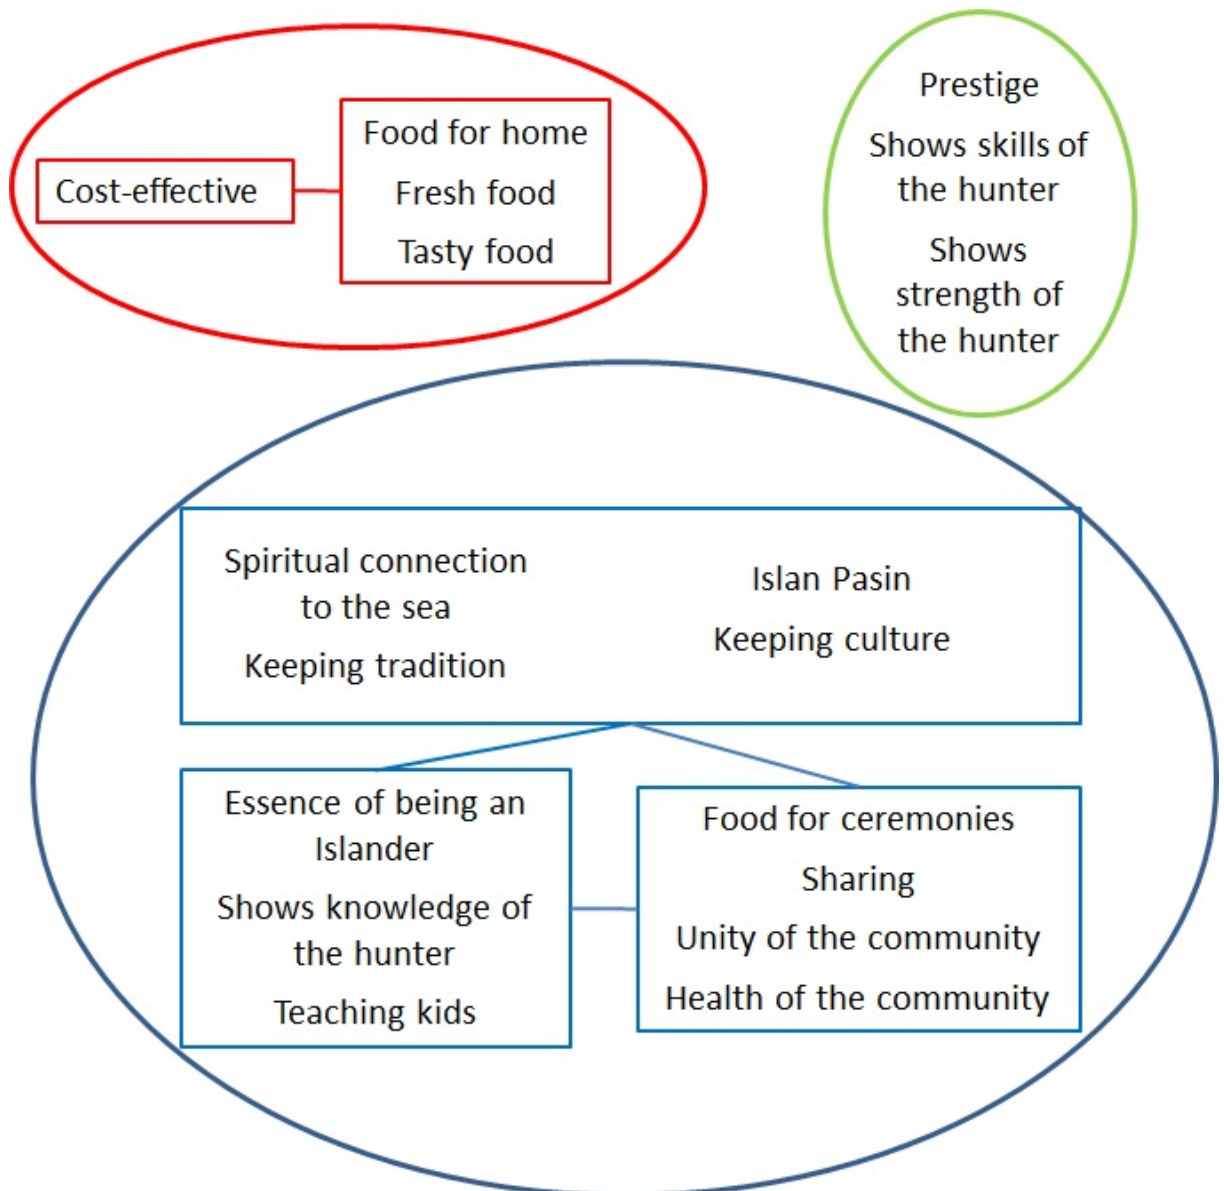 Cost-effective
Food for home
Fresh food
Tasty food
Prestige
Shows skills of
the hunter
Shows
strength of
the hunter
Spiritual connection
to the sea
Keeping tradition
Islan Pasin
Keeping culture
Essence of being an
Islander
Shows knowledge of
the hunter
Teaching kids
Food for ceremonies
Sharing
Unity of the community
Health of the community